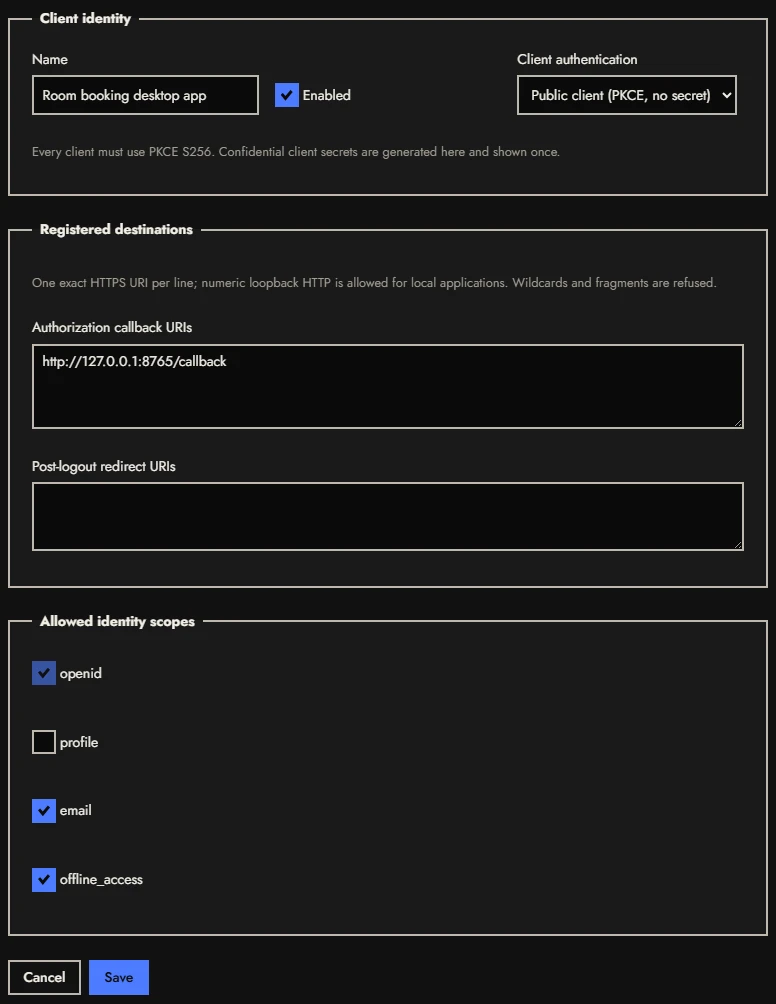 Client identity
Name
Client authentication
Room booking desktop app
Enabled
Public client (PKCE, no secret)
Every client must use PKCE S256. Confidential client secrets are generated here and shown once.
Registered destinations
One exact HTTPS URI per line; numeric loopback HTTP is allowed for local applications. Wildcards and fragments are refused.
Authorization callback URIs
http://127.0.0.1:8765/callback
Post-logout redirect URIs
Allowed identity scopes
openid
profile
email
offline_access
Cancel
Save